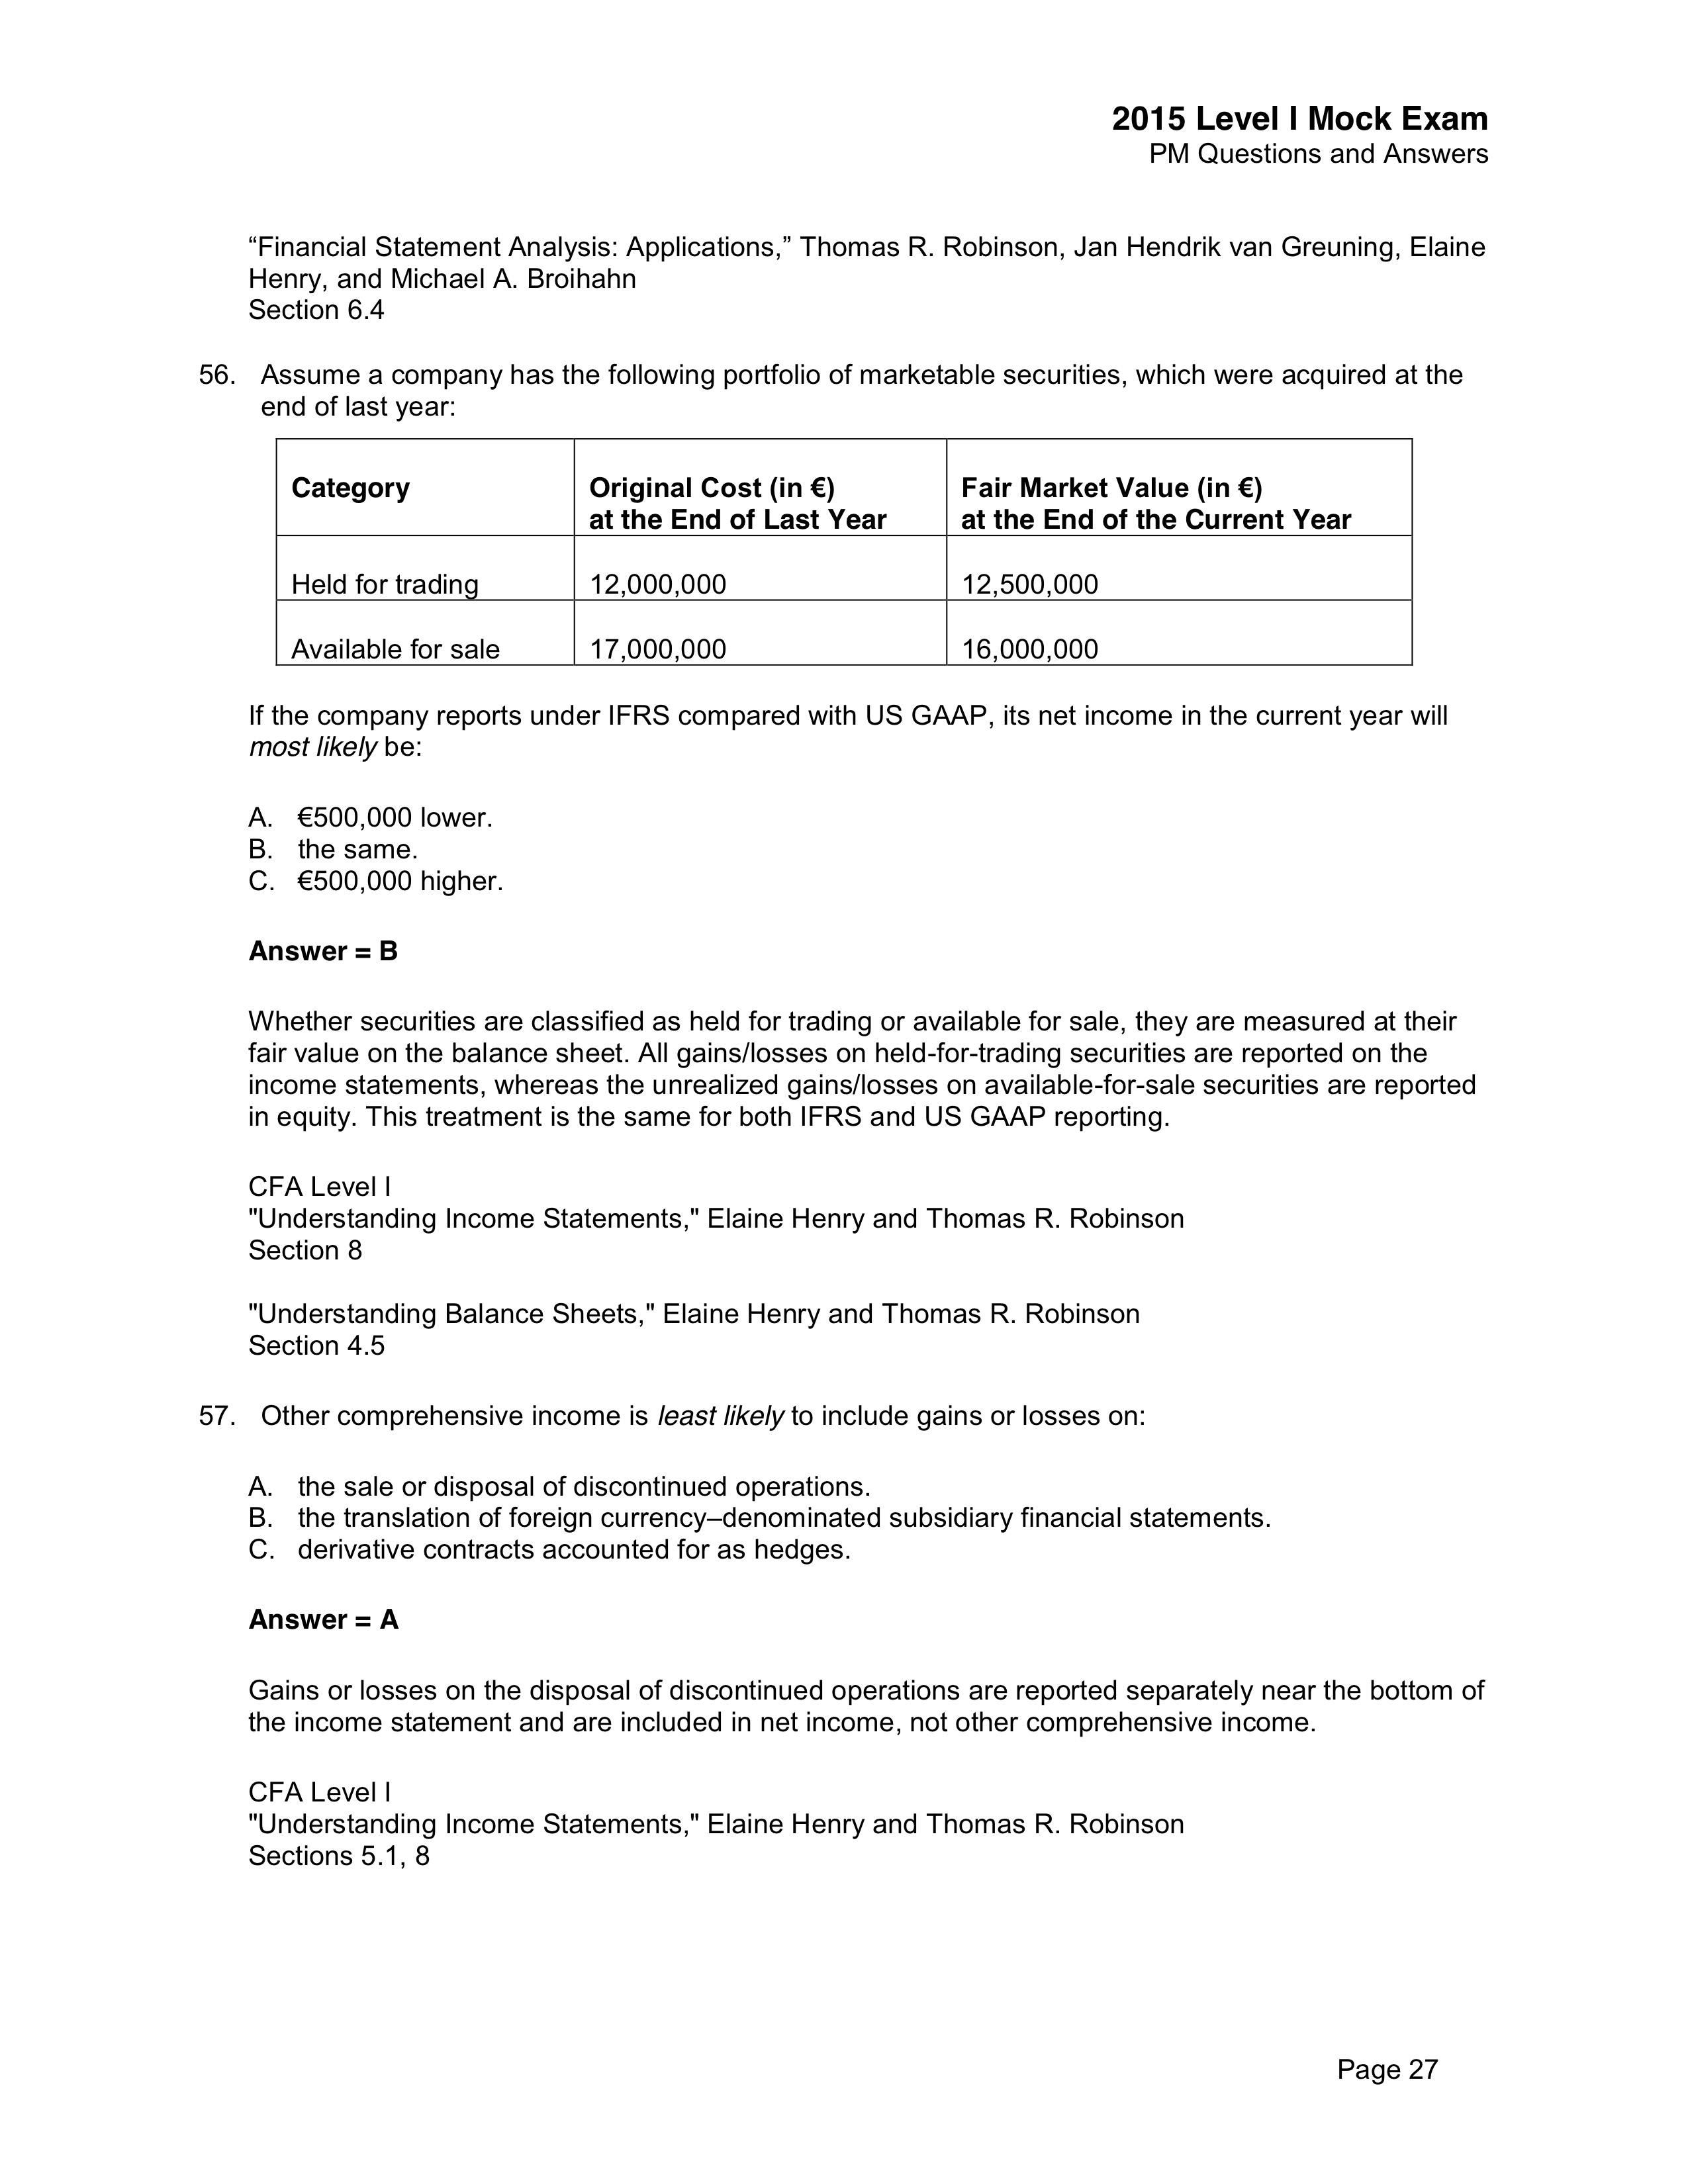 2015 Level I Mock Exam
PM Questions and Answers
“Financial Statement Analysis: Applications,” Thomas R. Robinson, Jan Hendrik van Greuning, Elaine
Henry, and Michael A. Broihahn
Section 6.4
56. Assume a company has the following portfolio of marketable securities, which were acquired at the
end of last year:
Category Original Cost (in €) Fair Market Value (in €)
at the End of Last Year at the End of the Current Year
Held for trading 12,000,000 12,500,000
Available for sale 17,000,000 16,000,000
If the company reports under IFRS compared with US GAAP, its net income in the current year will
most likely be:
A. €500,000 lower.
B. the same.
C. €500,000 higher.
Answer = B
Whether securities are classified as held for trading or available for sale, they are measured at their
fair value on the balance sheet. All gains/losses on held-for-trading securities are reported on the
income statements, whereas the unrealized gains/losses on available-for-sale securities are reported
in equity. This treatment is the same for both IFRS and US GAAP reporting.
CFA Level I
"Understanding Income Statements," Elaine Henry and Thomas R. Robinson
Section 8
"Understanding Balance Sheets," Elaine Henry and Thomas R. Robinson
Section 4.5
57. Other comprehensive income is least likely to include gains or losses on:
A. the sale or disposal of discontinued operations.
B. the translation of foreign currency–denominated subsidiary financial statements.
C. derivative contracts accounted for as hedges.
Answer = A
Gains or losses on the disposal of discontinued operations are reported separately near the bottom of
the income statement and are included in net income, not other comprehensive income.
CFA Level I
"Understanding Income Statements," Elaine Henry and Thomas R. Robinson
Sections 5.1, 8
Page 27